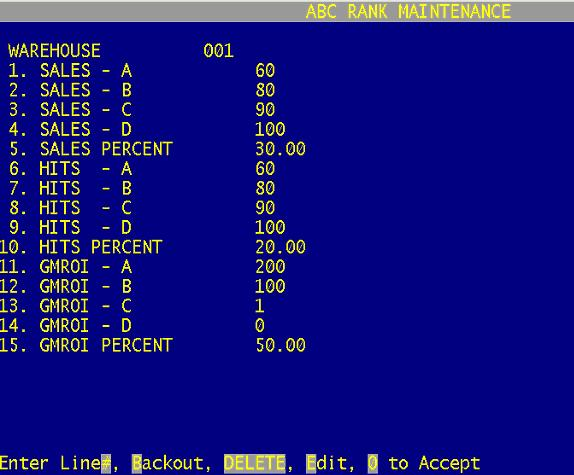 ABC RANK MAINTENANCE
WAREHOUSE 001
1. SALES - A 60
2. SALES - B 80
3. SALES - C 90
4. SALES - D 100
5. SALES PERCENT 30.00
6. HITS - A 60
7. HITS - B 80
8. HITS - C 90
9. HITS - D 100
10. HITS PERCENT 20.00
11. GMROI - A 200
12. GMROI - B 100
13. GMROI - C 1
14. GMROI - D 0
15. GMROI PERCENT 50.00
Enter Line#, Backout, DELETE, Edit, 0 to Accept